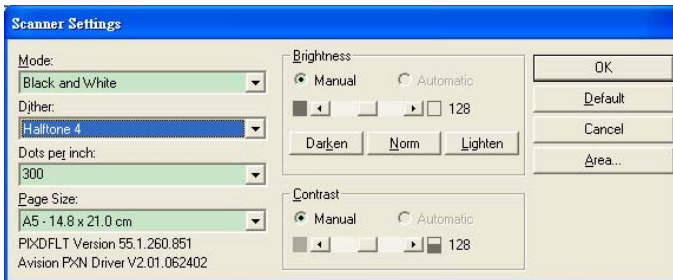 Scanner Settings
Mode:
Black and White
Dither:
Halftone 4
Dots per inch:
300
Page Size:
A5 - 14.8 x 21.0 cm
PIXDFLT Version 55.1.260.851
Avision PXN Driver V2.01.062402
Brightness
Manual
Automatic
128
Darken
Norm
Lighten
Contrast
Manual
Automatic
128
OK
Default
Cancel
Area...